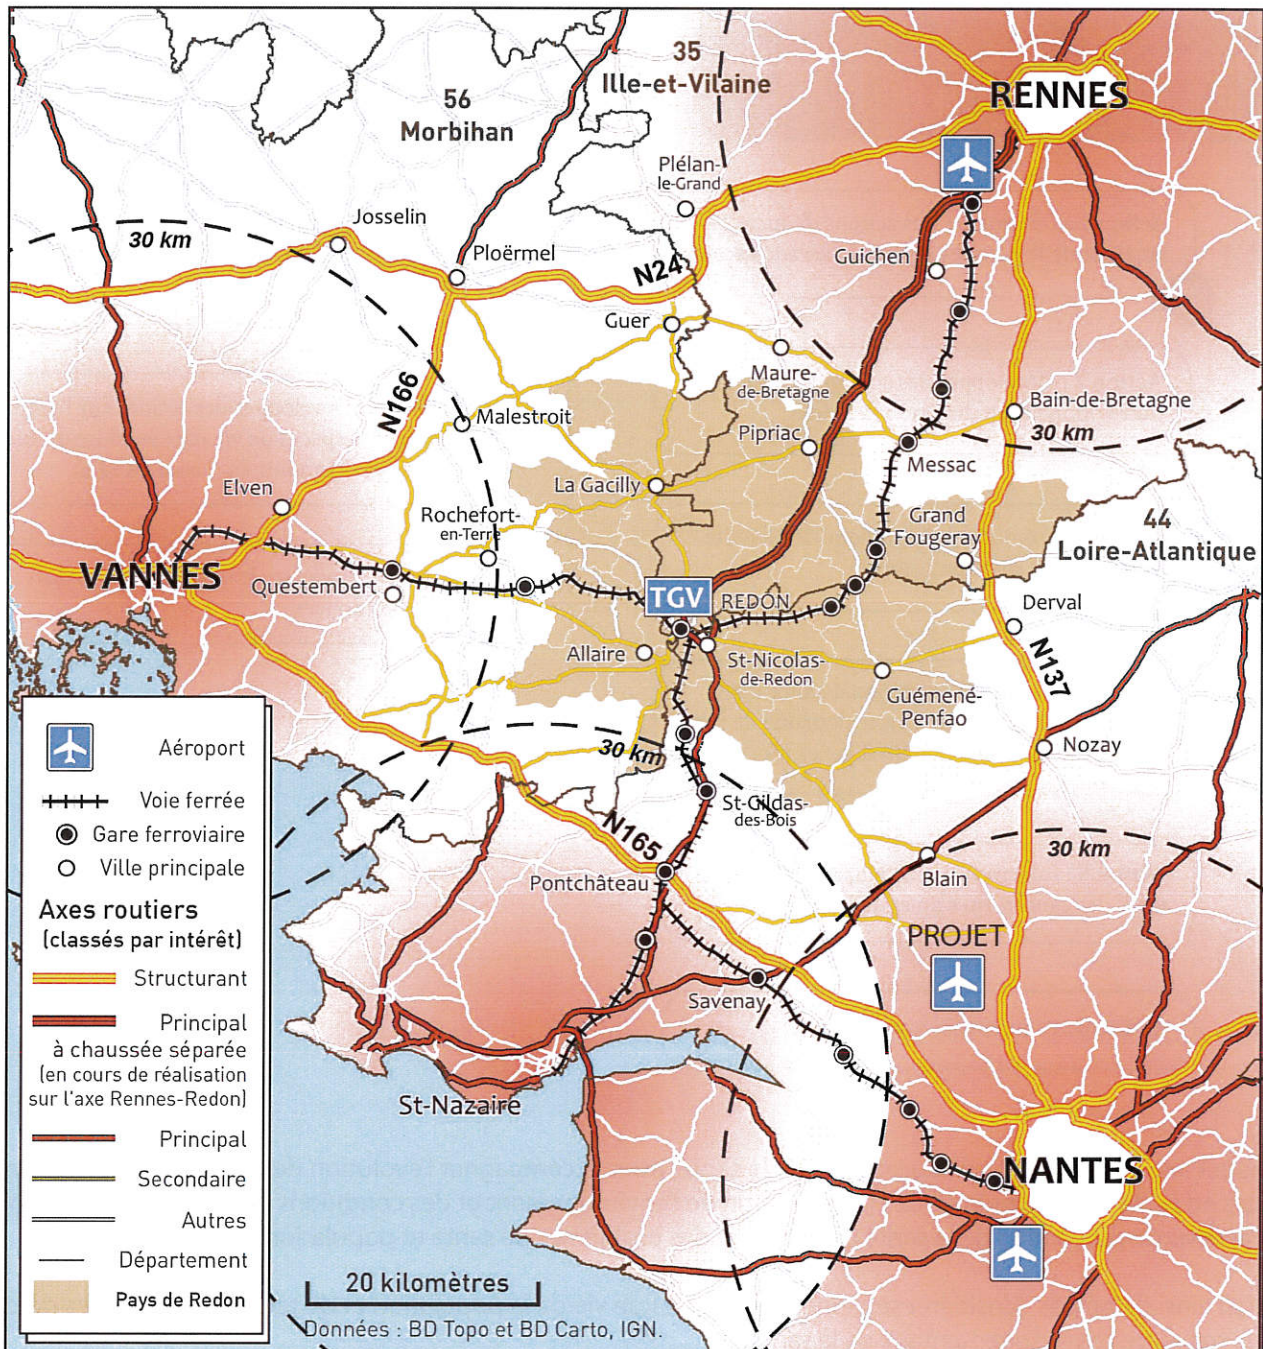 35
Ille-et-Vilaine
RENNES
56
Morbihan
Plélan-
le-Grand
Josselin
30 km
Ploërmel
N24
Guichen
Guer
Maure-
de-Bretagne
N166
Malestroit
Bain-de-Bretagne
30 km
Pipriac
Messac
Elven
La Gacilly
Rochefort-
en-Terre
Grand
Fougeray
44
Loire-Atlantique
VANNES
Questembert
TGV
REDON
Derval
Allaire
St-Nicolas-
de-Redon
N137
Guémené-
Penfao
30 km
Nozay
St-Gildas-
des-Bois
N165
30 km
Pontchâteau
Blain
PROJET
Savenay
St-Nazaire
NANTES
Aéroport
Voie ferrée
Gare ferroviaire
Ville principale
Axes routiers
(classés par intérêt)
Structurant
Principal
à chaussée séparée
(en cours de réalisation
sur l'axe Rennes-Redon)
Principal
Secondaire
Autres
Département
Pays de Redon
20 kilomètres
Données : BD Topo et BD Carto, IGN.